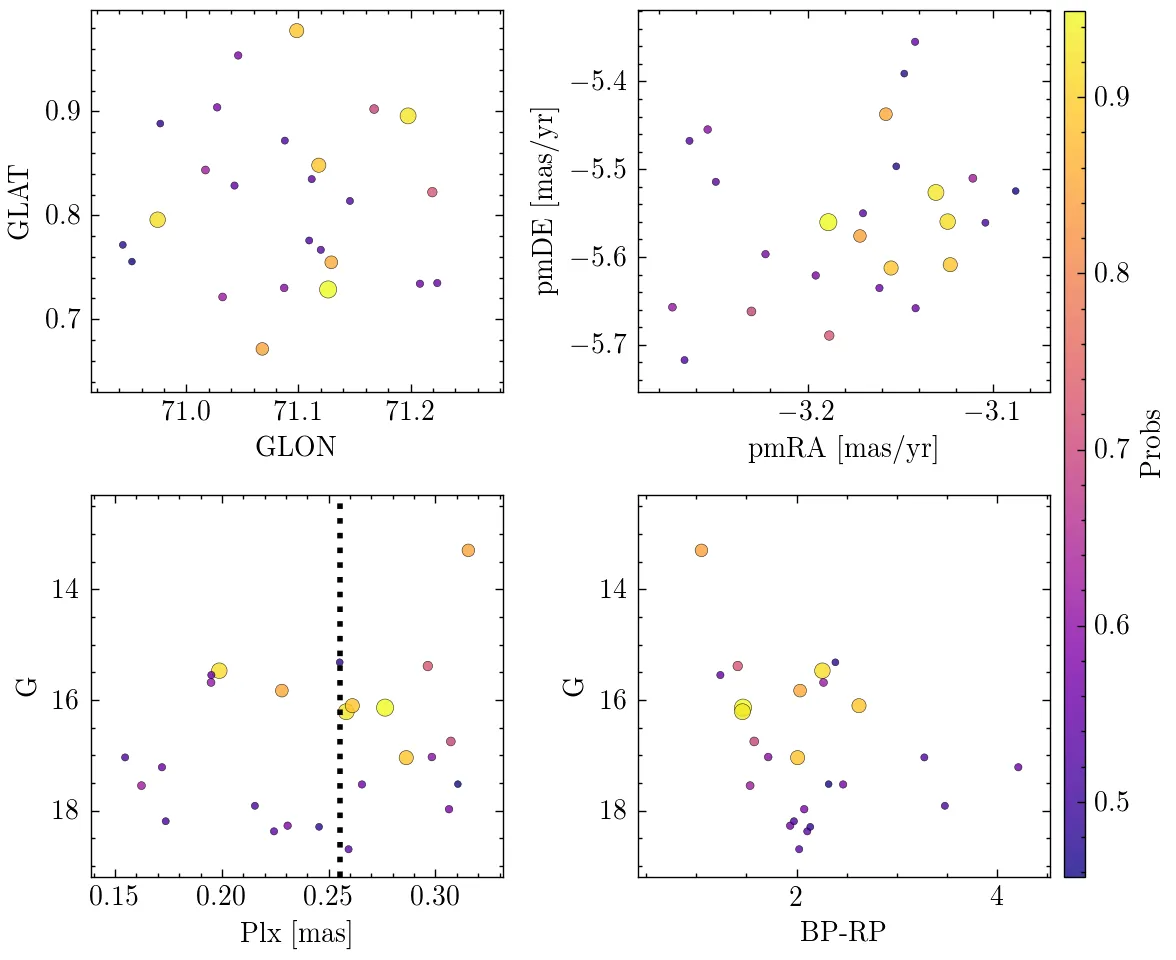 0.9
0.8
0.7
GLAT
71.0 71.1 71.2
GLON
−5.4
−5.5
−5.6
−5.7
pmDE [mas/yr]
−3.2 −3.1
pmRA [mas/yr]
14
16
18
G
0.15 0.20 0.25 0.30
Plx [mas]
14
16
18
G
2 4
BP-RP
0.9
0.8
0.7
0.6
0.5
Probs